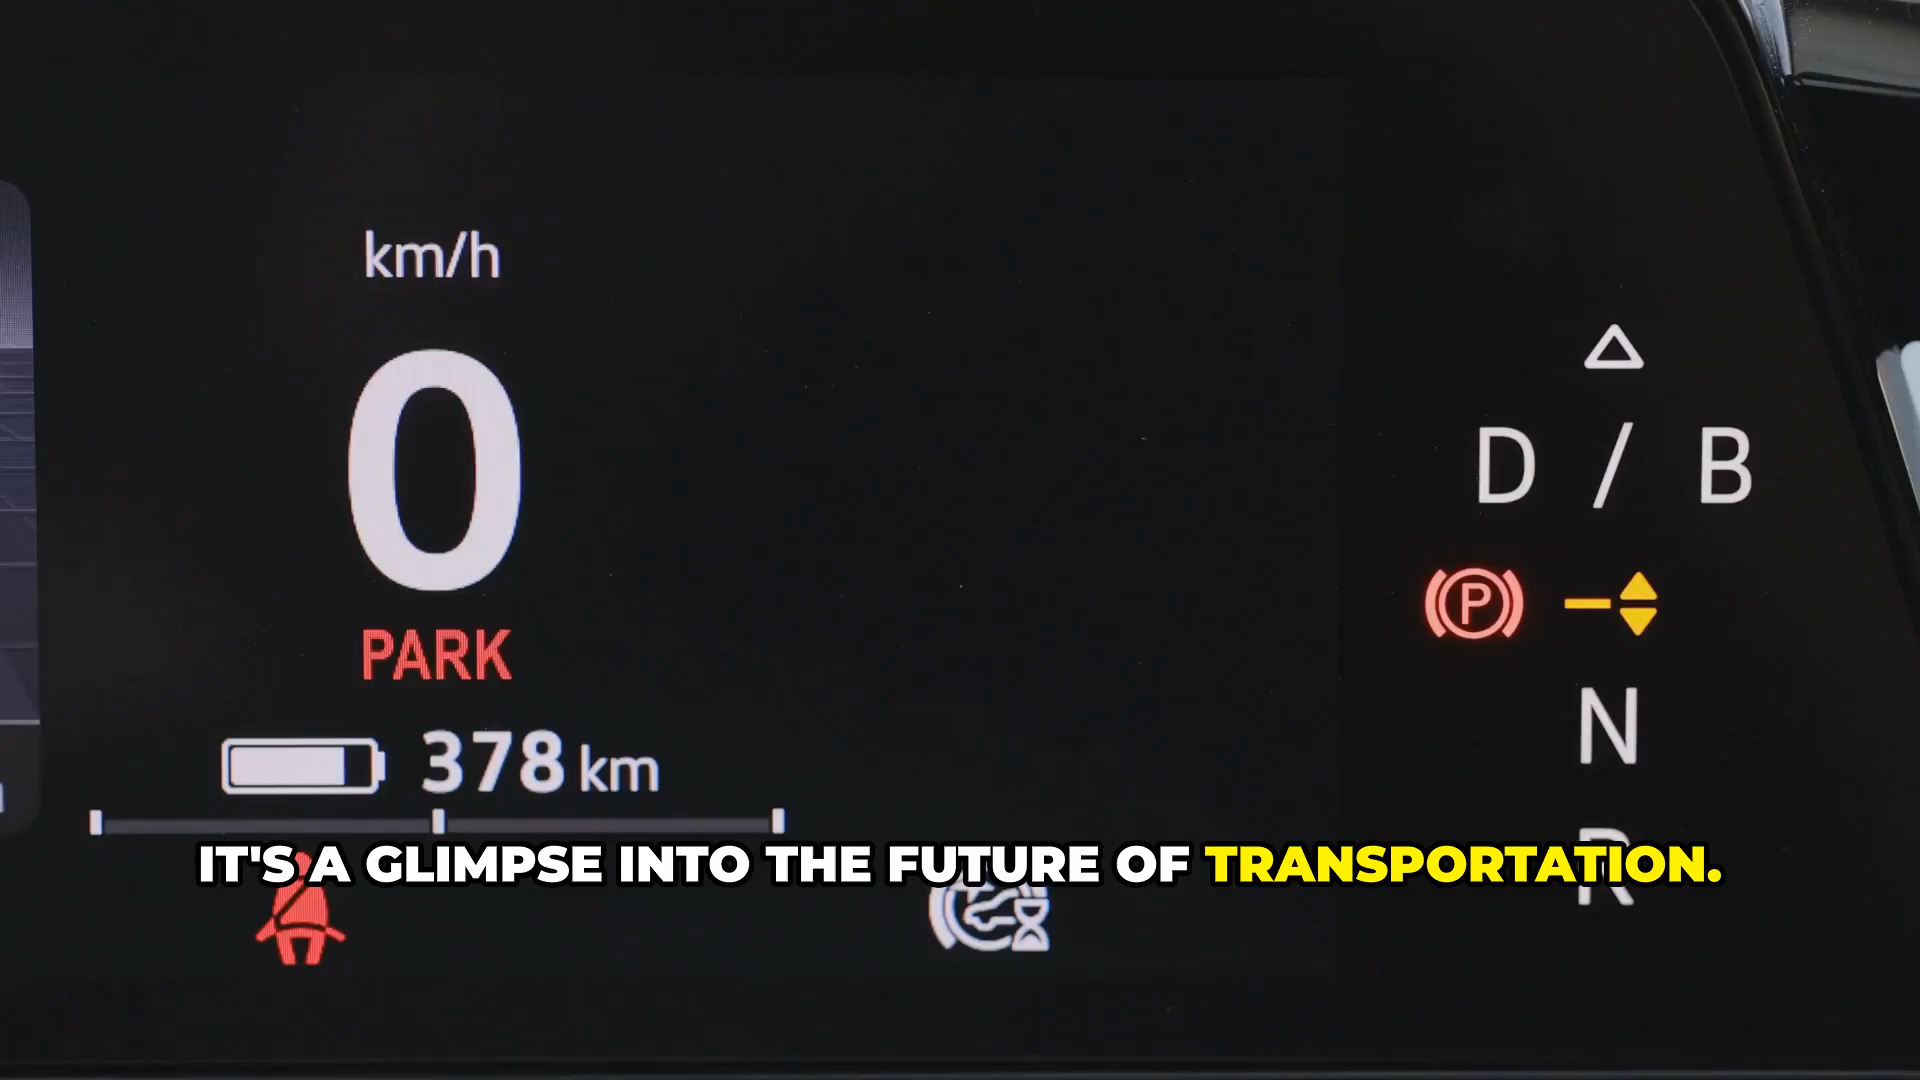 km/h
0
D / B
P
PARK
N
378 km
R
IT'S A GLIMPSE INTO THE FUTURE OF TRANSPORTATION.